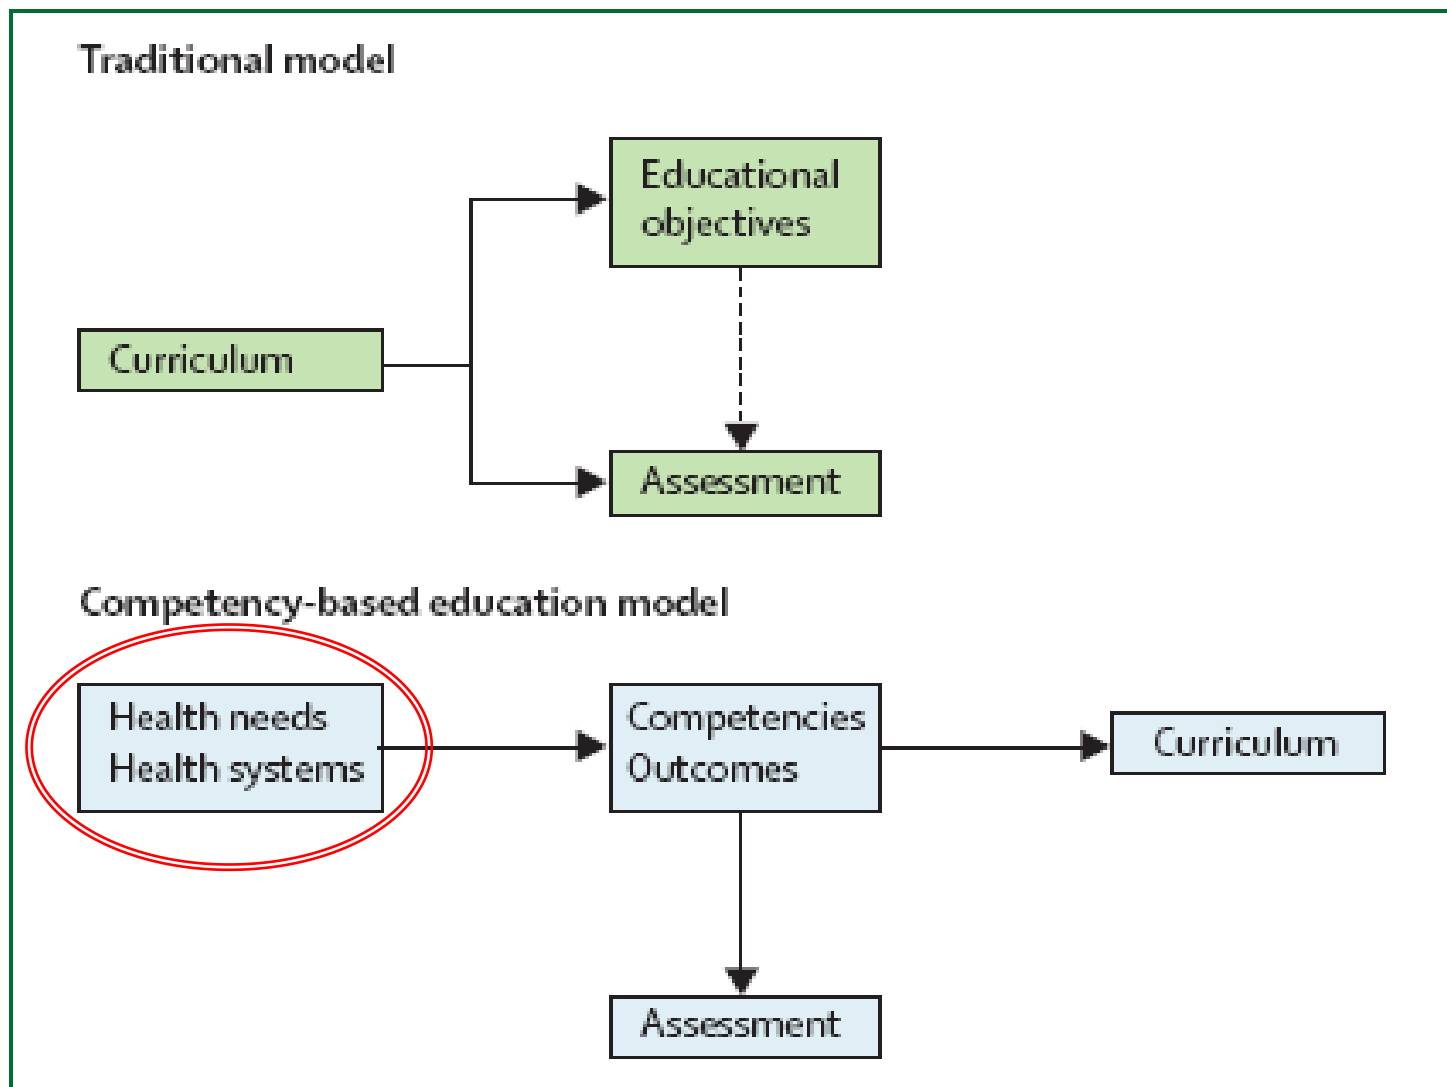 Traditional model
Educational
objectives
Curriculum
Assessment
Competency-based education model
Health needs
Health systems
Competencies
Outcomes
Curriculum
Assessment